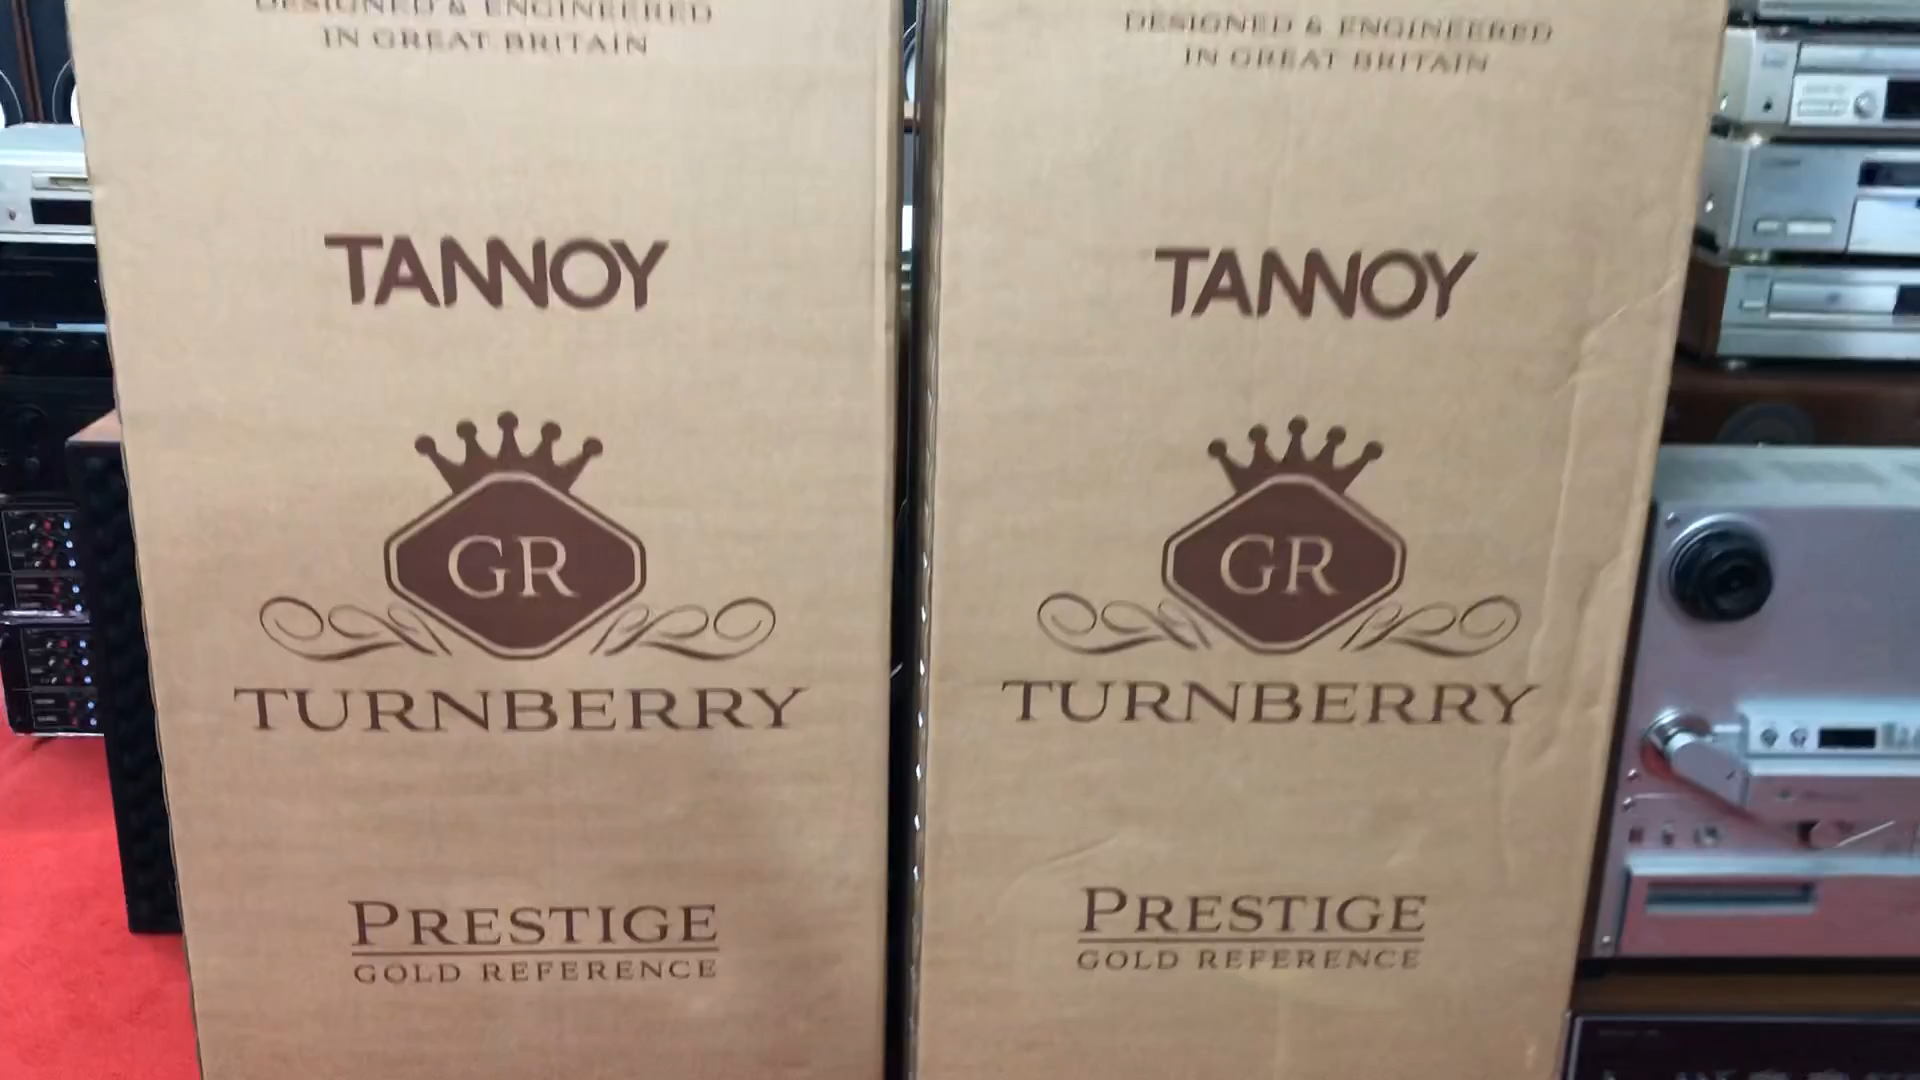 DESIGNED & ENGINEERED
IN GREAT BRITAIN
TANNOY
GR
TURNBERRY
PRESTIGE
GOLD REFERENCE
DESIGNED & ENGINEERED
IN GREAT BRITAIN
TANNOY
GR
TURNBERRY
PRESTIGE
GOLD REFERENCE